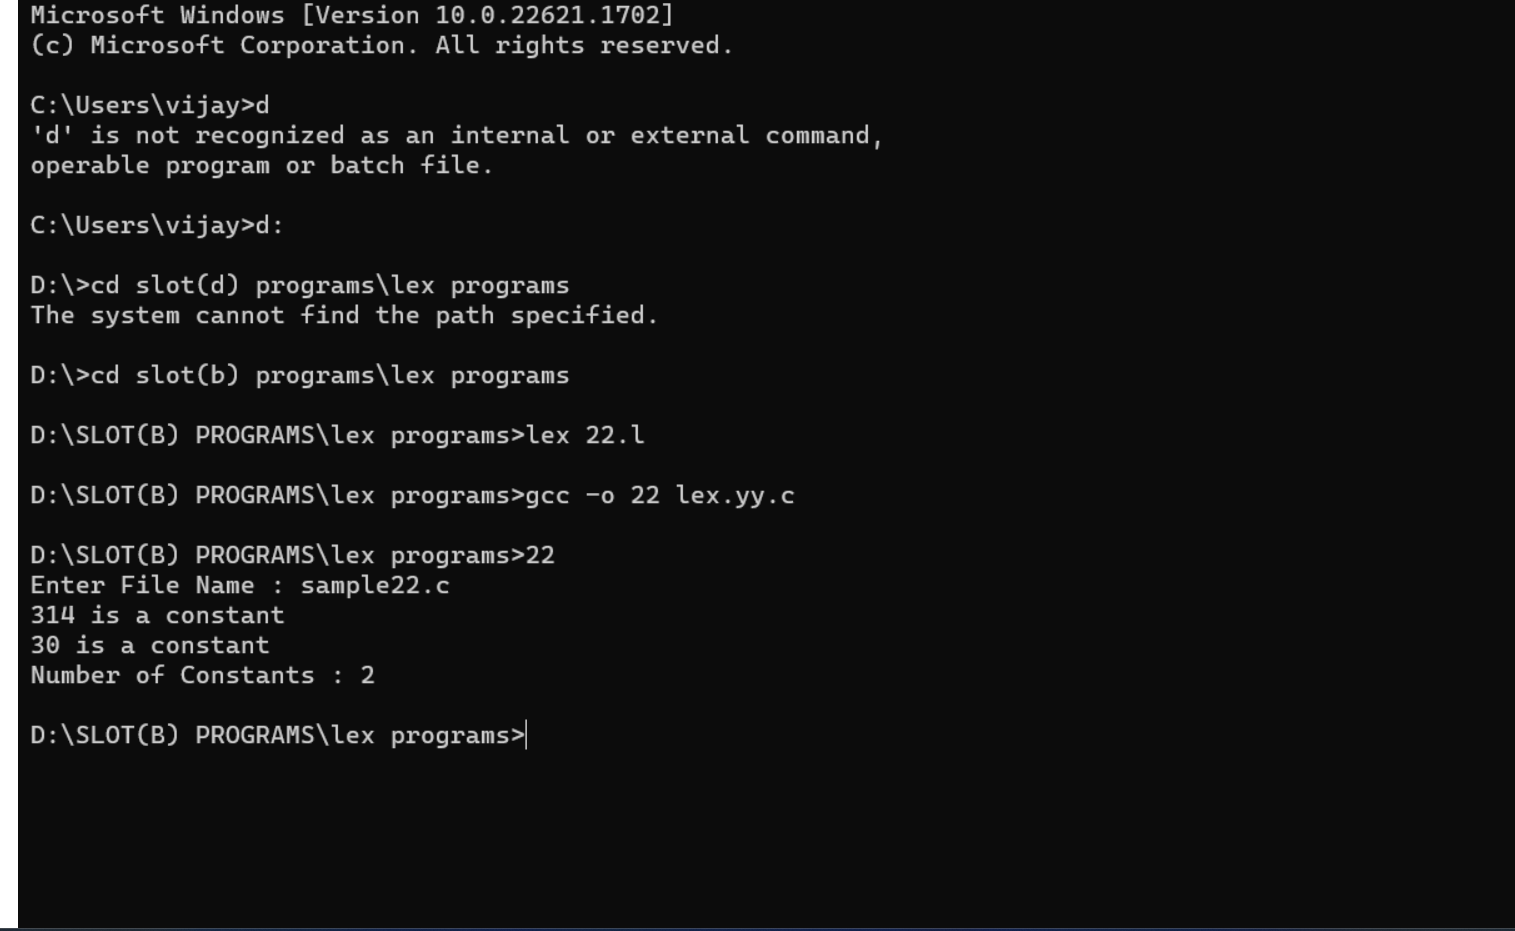 Microsoft Windows [Version 10.0.22621.1702]
(c) Microsoft Corporation. All rights reserved.
C:\Users\vijay>d
'd' is not recognized as an internal or external command,
operable program or batch file.
C:\Users\vijay>d:
D:\>cd slot(d) programs\lex programs
The system cannot find the path specified.
D:\>cd slot(b) programs\lex programs
D:\SLOT(B) PROGRAMS\lex programs>lex 22.l
D:\SLOT(B) PROGRAMS\lex programs>gcc -o 22 lex.yy.c
D:\SLOT(B) PROGRAMS\lex programs>22
Enter File Name : sample22.c
314 is a constant
30 is a constant
Number of Constants : 2
D:\SLOT(B) PROGRAMS\lex programs>